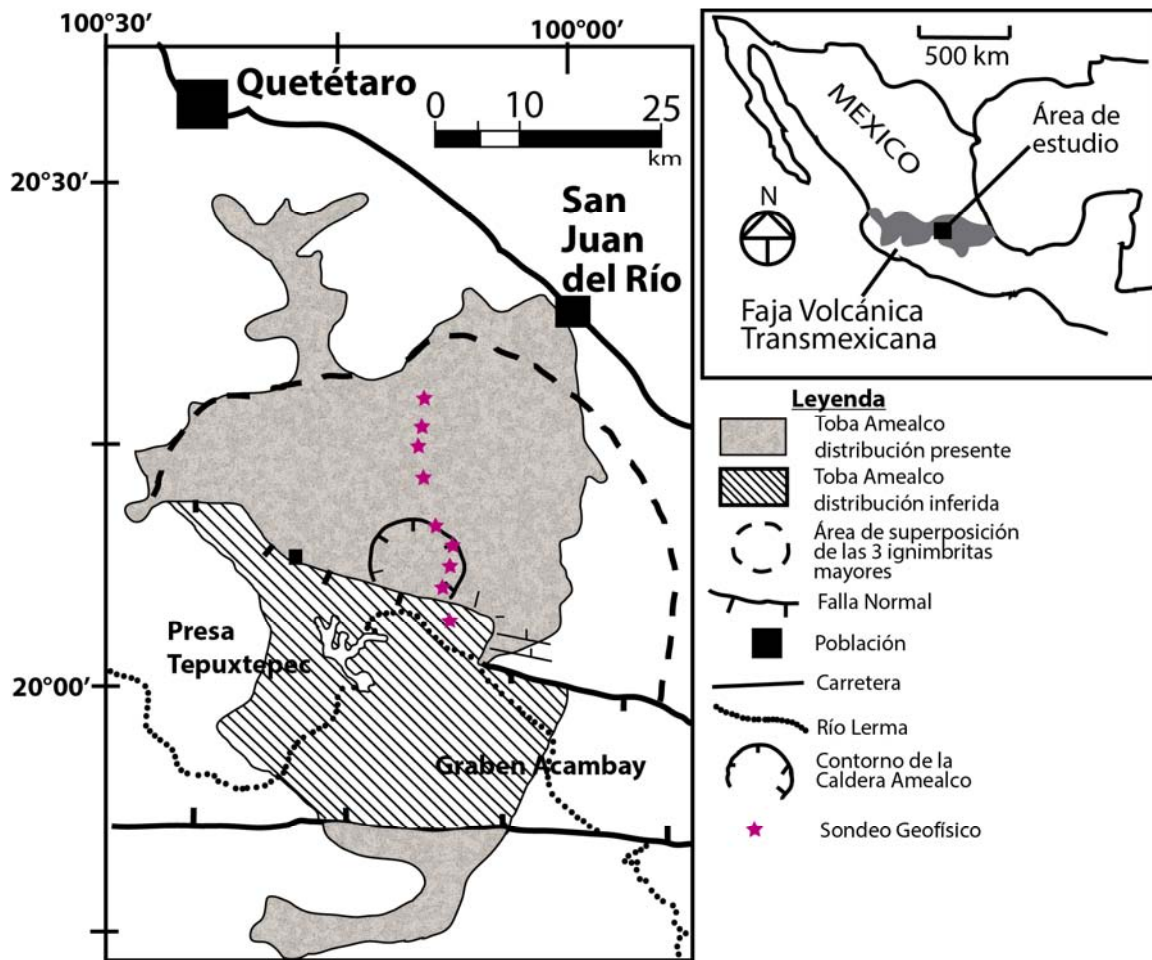 100°30’
100°00’
Quetétaro
0
10
25
km
20°30’
San
Juan
del Río
Presa
Tepuxtepec
20°00’
Graben Acambay
500 km
MEXICO
Área de
estudio
N
Faja Volcánica
Transmexicana
Leyenda
Toba Amealco
distribución presente
Toba Amealco
distribución inferida
Área de superposición
de las 3 ignimbritas
mayores
Falla Normal
Población
Carretera
Río Lerma
Contorno de la
Caldera Amealco
Sondeo Geofísico